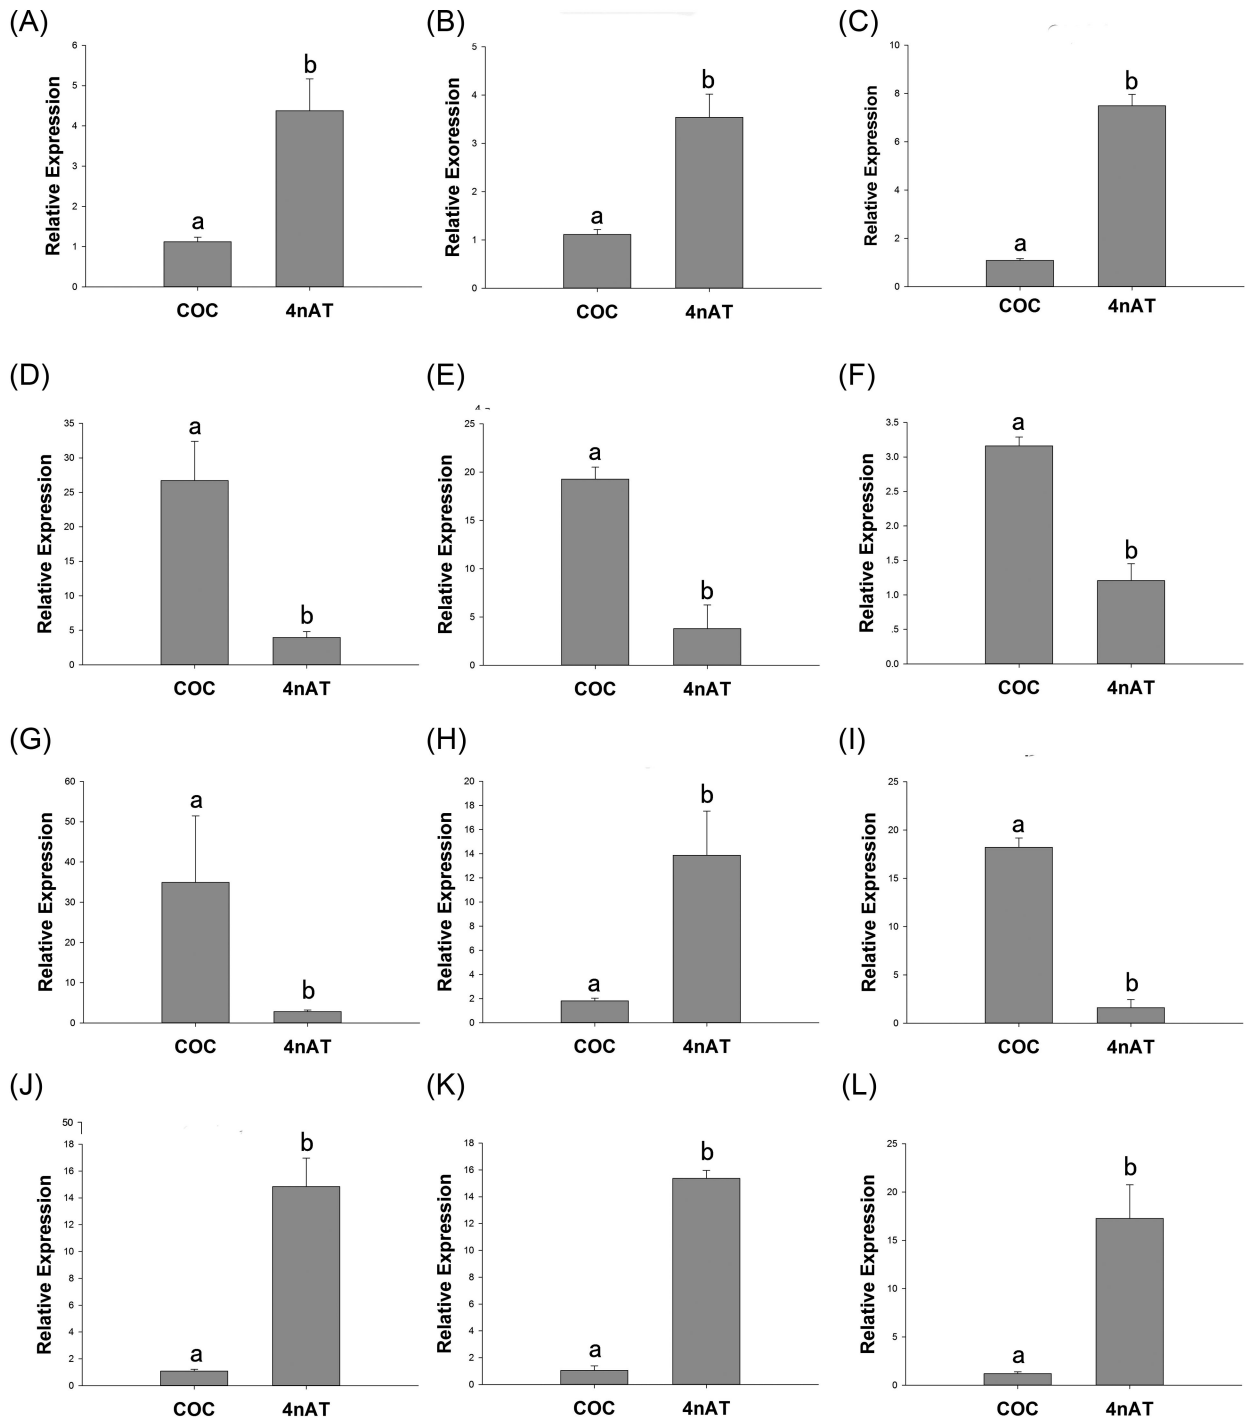 (A)
6
5
4
3
2
1
0
Relative Expression
a
b
COC
4nAT
(B)
5
4
3
2
1
0
Relative Exoression
a
b
COC
4nAT
(C)
10
8
6
4
2
0
Relative Expression
a
b
COC
4nAT
(D)
35
30
25
20
15
10
5
0
Relative Expression
a
b
COC
4nAT
(E)
4
25
20
15
10
5
0
Relative Expression
a
b
COC
4nAT
(F)
3.5
3.0
2.5
2.0
1.5
1.0
.5
0.0
Relative Expression
a
b
COC
4nAT
(G)
60
50
40
30
20
10
0
Relative Expression
a
b
COC
4nAT
(H)
20
18
16
14
12
10
8
6
4
2
0
Relative Expression
a
b
COC
4nAT
(I)
25
20
15
10
5
0
Relative Expression
a
b
COC
4nAT
(J)
50
18
16
14
12
10
8
6
4
2
0
Relative Expression
a
b
COC
4nAT
(K)
18
16
14
12
10
8
6
4
2
0
Relative Expression
a
b
COC
4nAT
(L)
25
20
15
10
5
0
Relative Expression
a
b
COC
4nAT